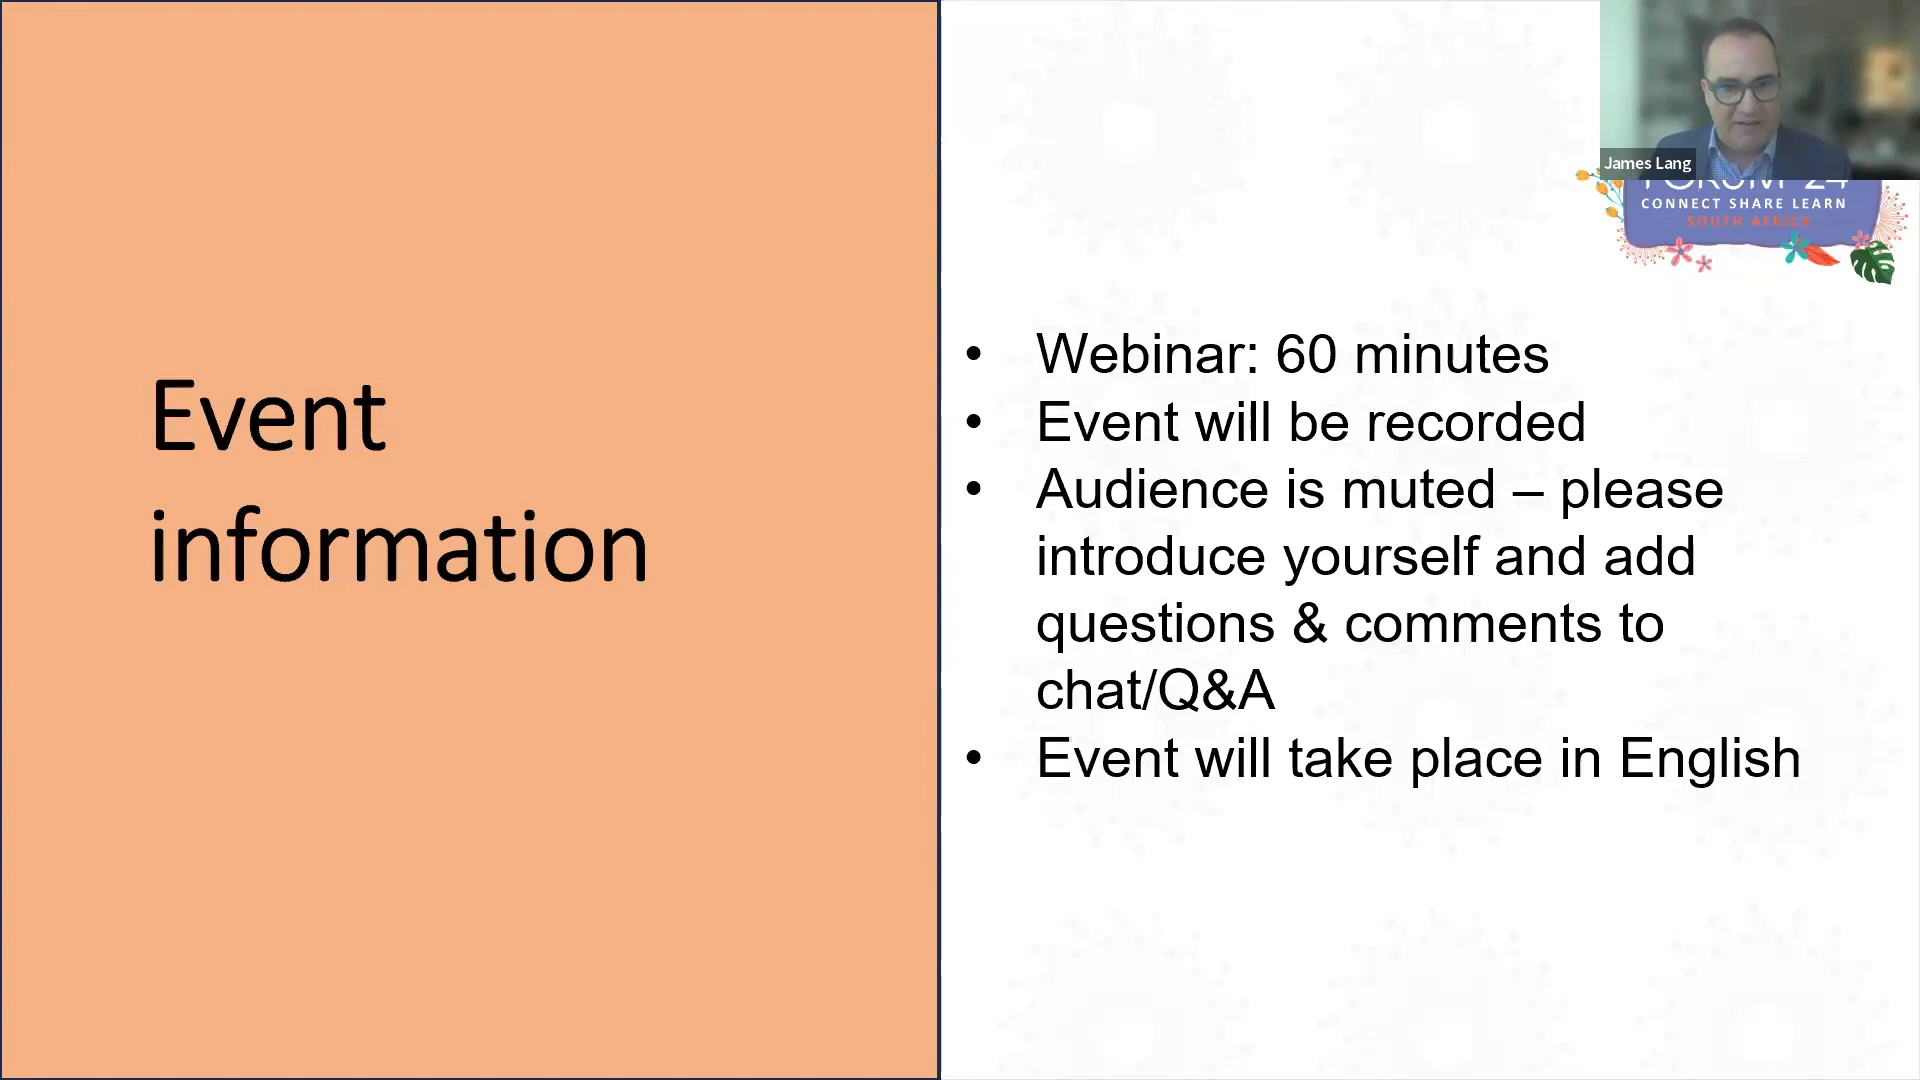 Event
information
James Lang
FORUM 24
CONNECT SHARE LEARN
SOUTH AFRICA
• Webinar: 60 minutes
• Event will be recorded
• Audience is muted – please
introduce yourself and add
questions & comments to
chat/Q&A
• Event will take place in English